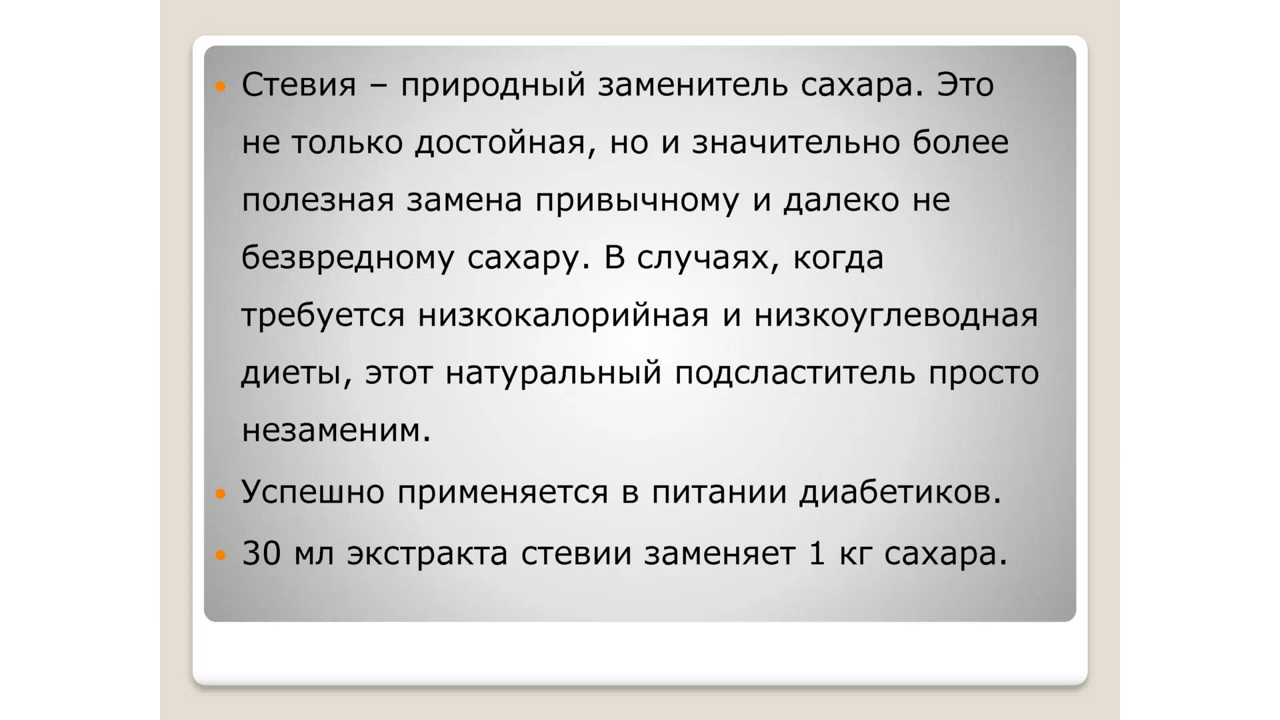 • Стевия – природный заменитель сахара. Это
не только достойная, но и значительно более
полезная замена привычному и далеко не
безвредному сахару. В случаях, когда
требуется низкокалорийная и низкоуглеводная
диеты, этот натуральный подсластитель просто
незаменим.
• Успешно применяется в питании диабетиков.
• 30 мл экстракта стевии заменяет 1 кг сахара.